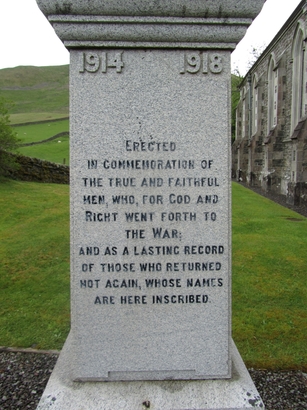 1914 1918
Erected
in commemoration of
the true and faithful
men, who, for God and
Right went forth to
the War;
and as a lasting record
of those who returned
not again, whose names
are here inscribed.